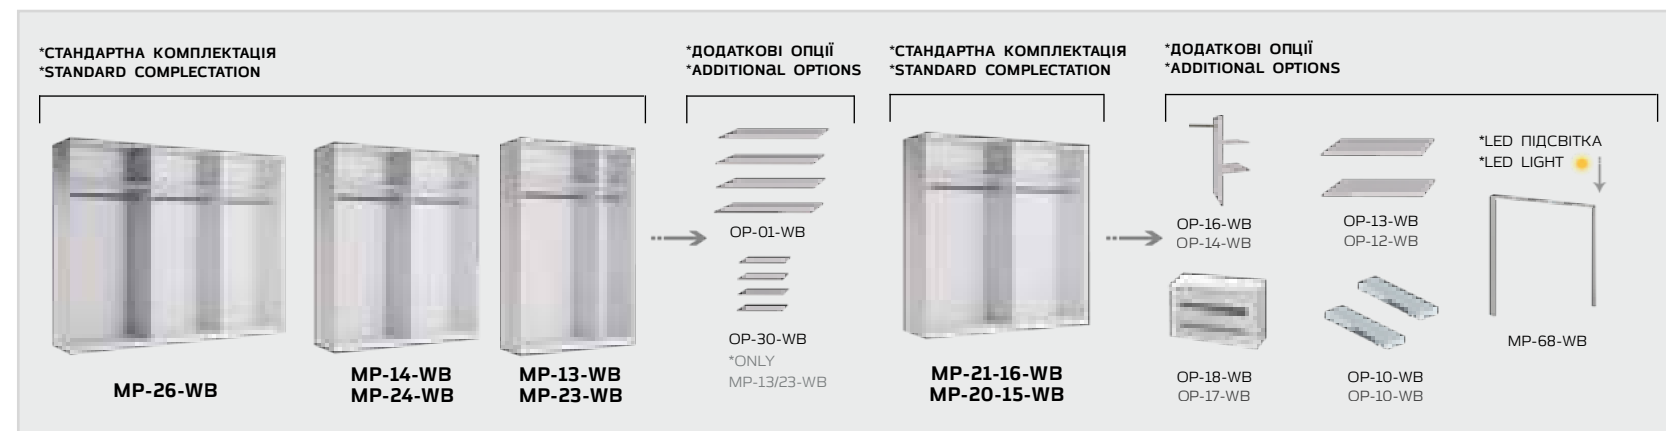 *СТАНДАРТНА КОМПЛЕКТАЦІЯ
*STANDARD COMPLECTATION
*ДОДАТКОВІ ОПЦІЇ
*ADDITIONAL OPTIONS
*СТАНДАРТНА КОМПЛЕКТАЦІЯ
*STANDARD COMPLECTATION
*ДОДАТКОВІ ОПЦІЇ
*ADDITIONAL OPTIONS
MP-26-WB
MP-14-WB
MP-24-WB
MP-13-WB
MP-23-WB
OP-01-WB
OP-30-WB
*ONLY
MP-13/23-WB
MP-21-16-WB
MP-20-15-WB
OP-16-WB
OP-14-WB
OP-13-WB
OP-12-WB
*LED ПІДСВІТКА
*LED LIGHT
OP-18-WB
OP-17-WB
OP-10-WB
OP-10-WB
MP-68-WB